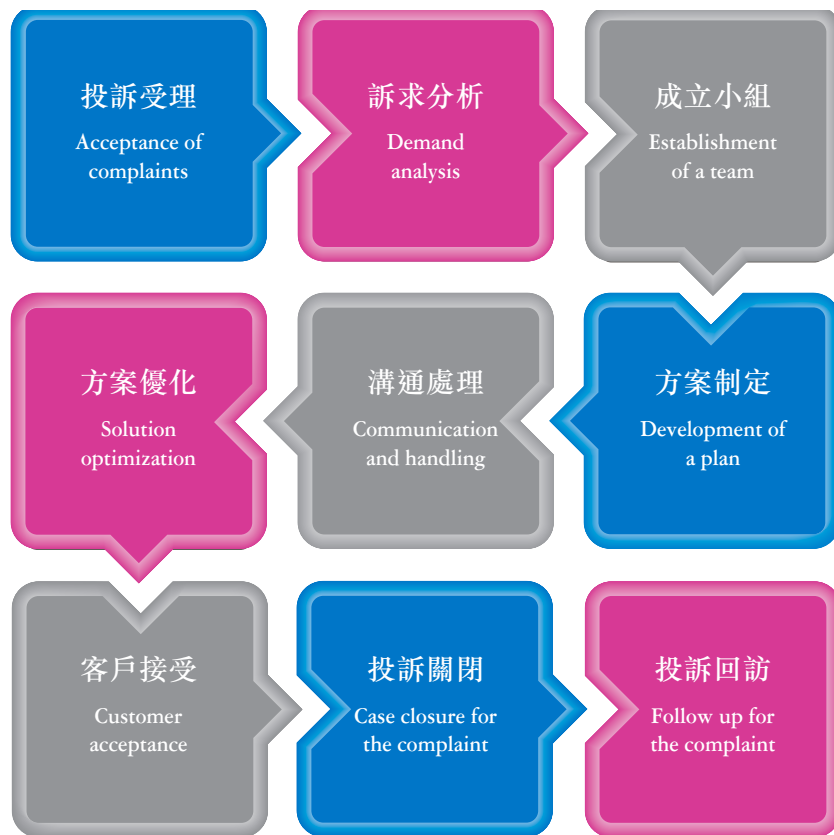 投訴受理
Acceptance of
complaints
訴求分析
Demand
analysis
成立小組
Establishment
of a team
方案制定
Development of
a plan
溝通處理
Communication
and handling
方案優化
Solution
optimization
客戶接受
Customer
acceptance
投訴關閉
Case closure for
the complaint
投訴回訪
Follow up for
the complaint